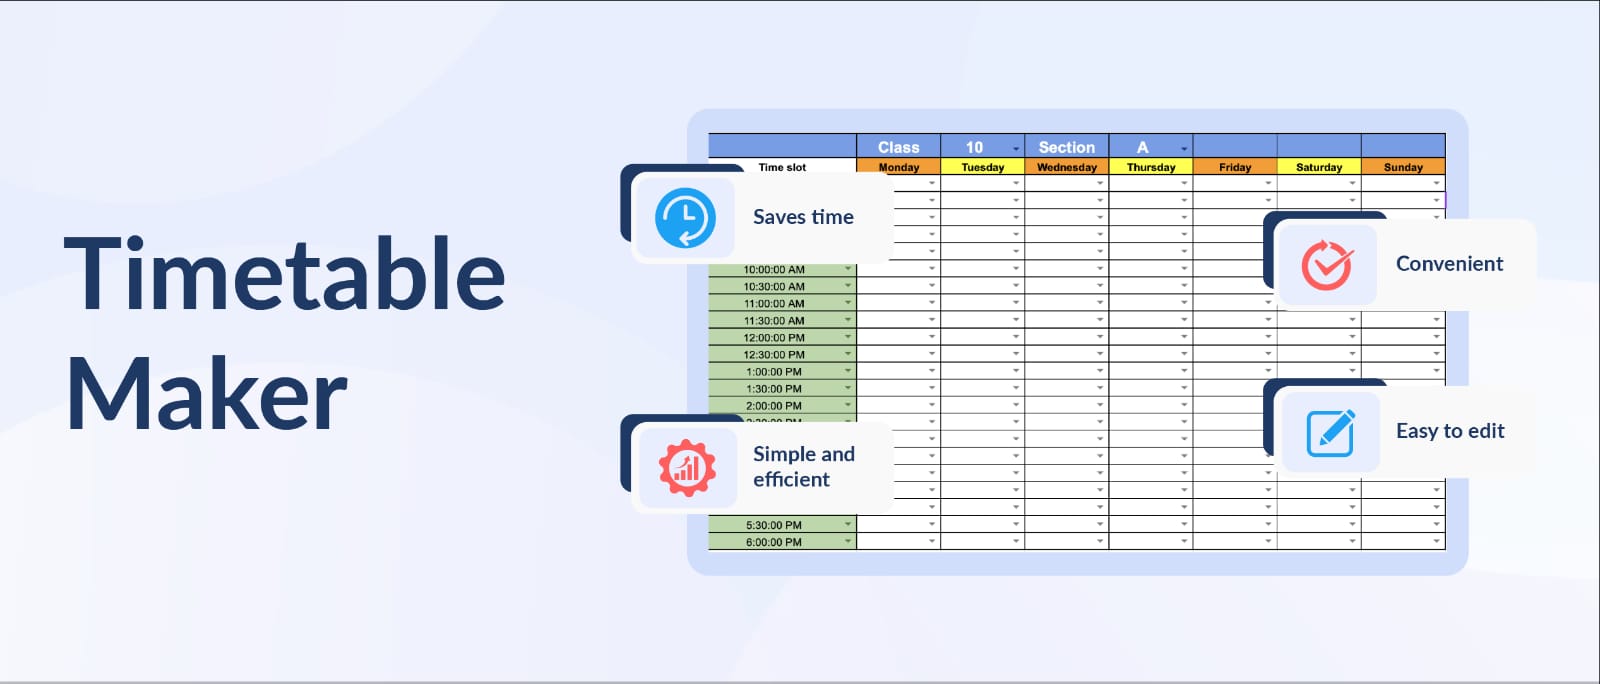 Timetable
Maker
Class 10 Section A
Time slot Monday Tuesday Wednesday Thursday Friday Saturday Sunday
Saves time
Convenient
10:00:00 AM
10:30:00 AM
11:00:00 AM
11:30:00 AM
12:00:00 PM
12:30:00 PM
1:00:00 PM
1:30:00 PM
2:00:00 PM
Easy to edit
Simple and
efficient
5:30:00 PM
6:00:00 PM